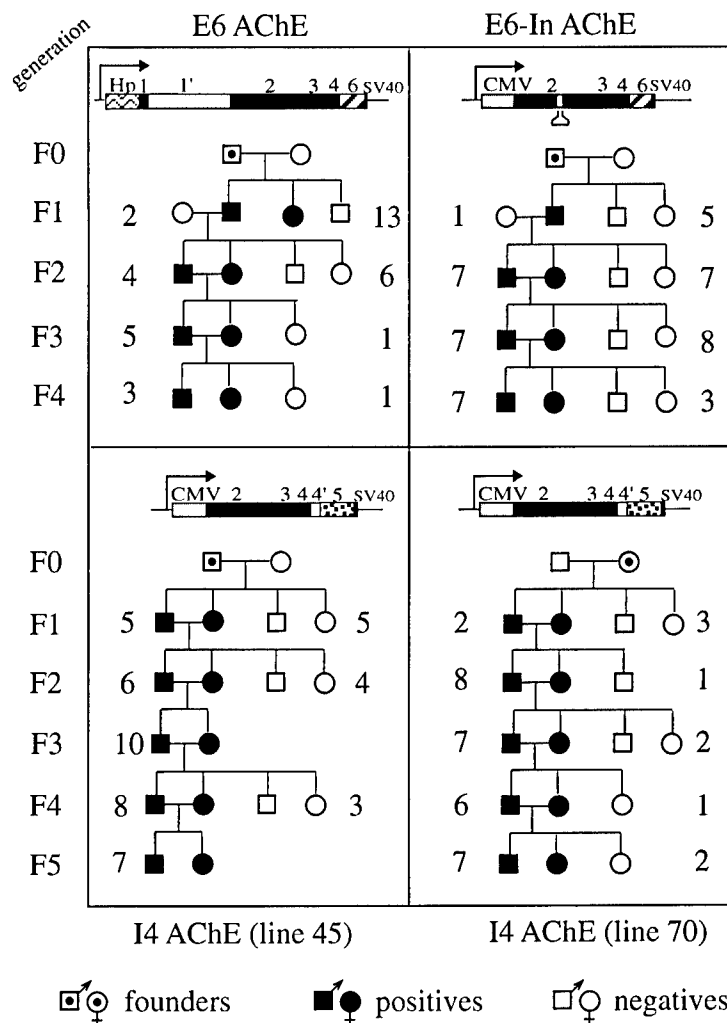 generation
E6 AChE
E6-In AChE
Hp 1 1' 2 3 4 6 SV40
CMV 2 3 4 6 SV40
F0
F1 2 13 1 5
F2 4 6 7 7
F3 5 1 7 8
F4 3 1 7 3
CMV 2 3 4 4' 5 SV40
CMV 2 3 4 4' 5 SV40
F0
F1 5 5 2 3
F2 6 4 8 1
F3 10 7 2
F4 8 3 6 1
F5 7 7 2
I4 AChE (line 45)
I4 AChE (line 70)
founders
positives
negatives